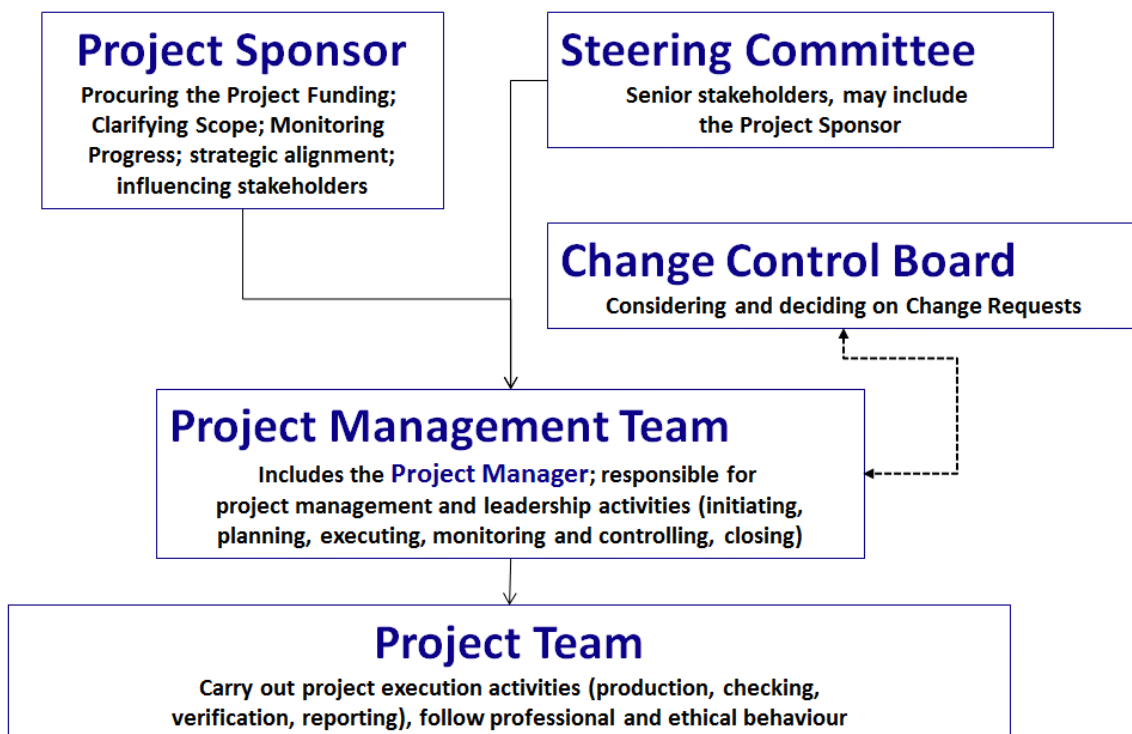 Project Sponsor
Procuring the Project Funding;
Clarifying Scope; Monitoring
Progress; strategic alignment;
influencing stakeholders
Steering Committee
Senior stakeholders, may include
the Project Sponsor
Change Control Board
Considering and deciding on Change Requests
Project Management Team
Includes the Project Manager; responsible for
project management and leadership activities (initiating,
planning, executing, monitoring and controlling, closing)
Project Team
Carry out project execution activities (production, checking,
verification, reporting), follow professional and ethical behaviour